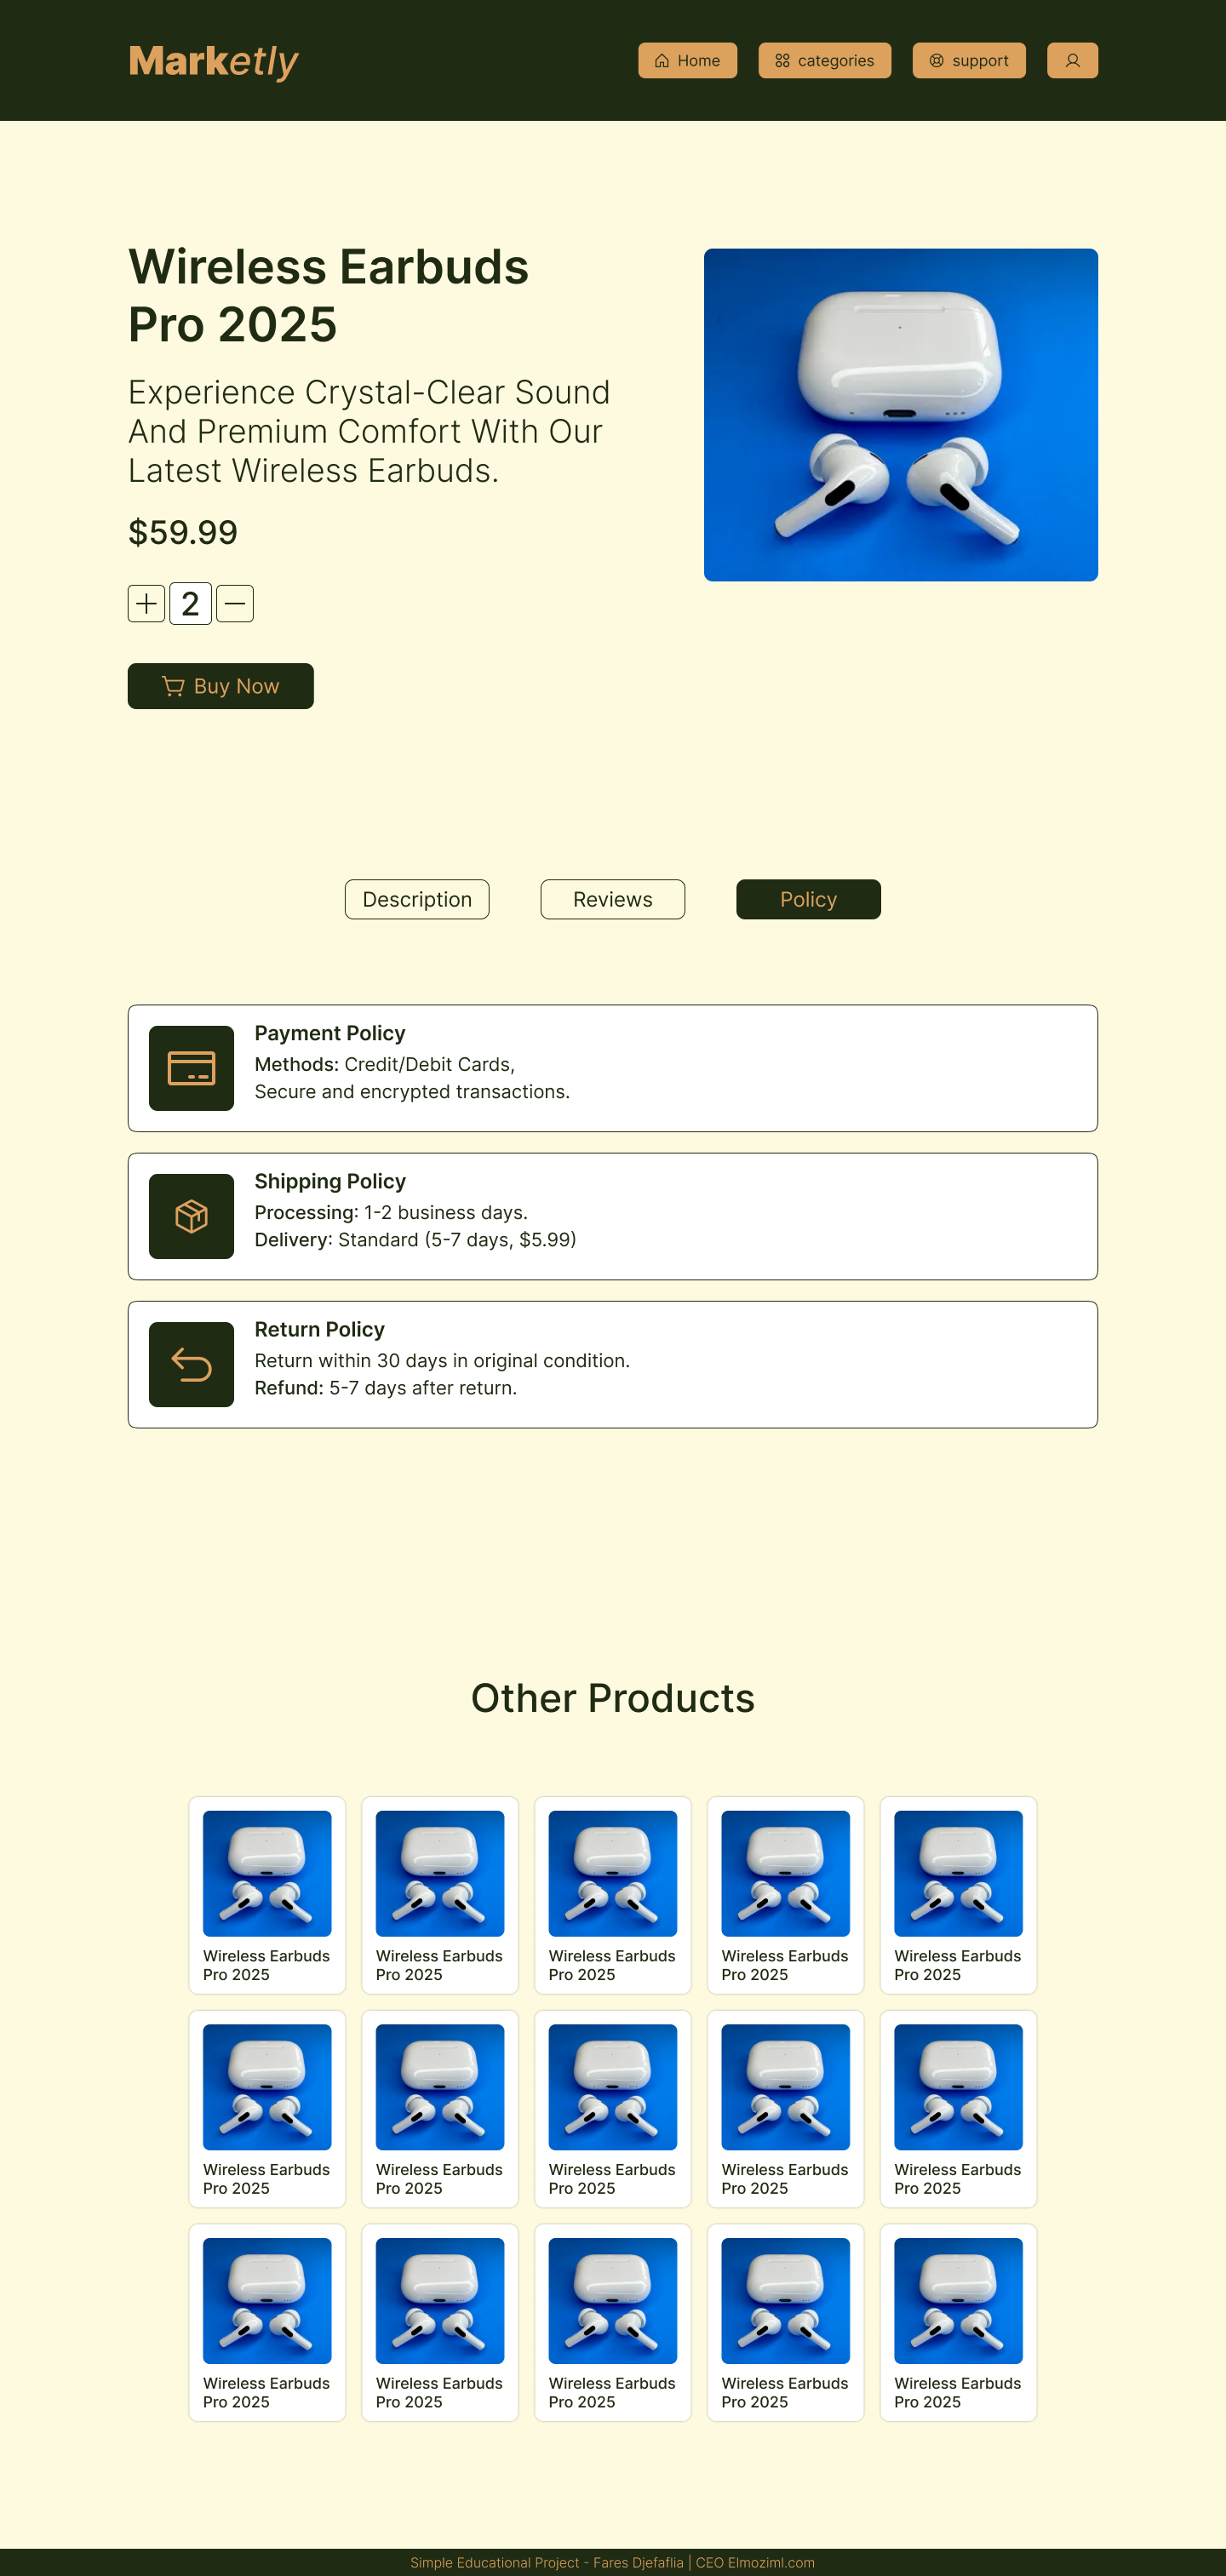 Marketly
Home
categories
support
Wireless Earbuds
Pro 2025
Experience Crystal-Clear Sound
And Premium Comfort With Our
Latest Wireless Earbuds.
$59.99
2
Buy Now
Description
Reviews
Policy
Payment Policy
Methods: Credit/Debit Cards,
Secure and encrypted transactions.
Shipping Policy
Processing: 1-2 business days.
Delivery: Standard (5-7 days, $5.99)
Return Policy
Return within 30 days in original condition.
Refund: 5-7 days after return.
Other Products
Wireless Earbuds
Pro 2025
Wireless Earbuds
Pro 2025
Wireless Earbuds
Pro 2025
Wireless Earbuds
Pro 2025
Wireless Earbuds
Pro 2025
Wireless Earbuds
Pro 2025
Wireless Earbuds
Pro 2025
Wireless Earbuds
Pro 2025
Wireless Earbuds
Pro 2025
Wireless Earbuds
Pro 2025
Wireless Earbuds
Pro 2025
Wireless Earbuds
Pro 2025
Wireless Earbuds
Pro 2025
Wireless Earbuds
Pro 2025
Wireless Earbuds
Pro 2025
Simple Educational Project - Fares Djefaflia | CEO Elmoziml.com